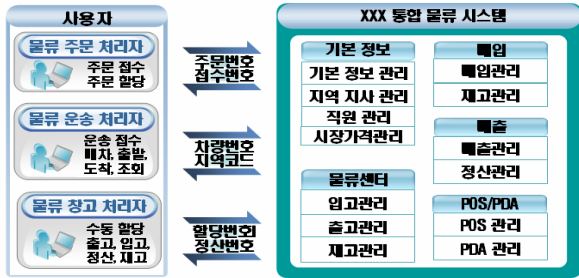 사용자
물류 주문 처리자
주문 접수
주문 할당
물류 운송 처리자
운송 접수
배차, 출발,
도착, 조회
물류 창고 처리자
수동 할당
출고, 입고,
정산, 재고
주문번호
접수번호
차량번호
지역코드
할당번회
정산번호
XXX 통합 물류 시스템
기본 정보
기본 정보 관리
지역 지사 관리
직원 관리
시장가격관리
물류센터
입고관리
출고관리
재고관리
매입
매입관리
재고관리
매출
매출관리
정산관리
POS/PDA
POS 관리
PDA 관리